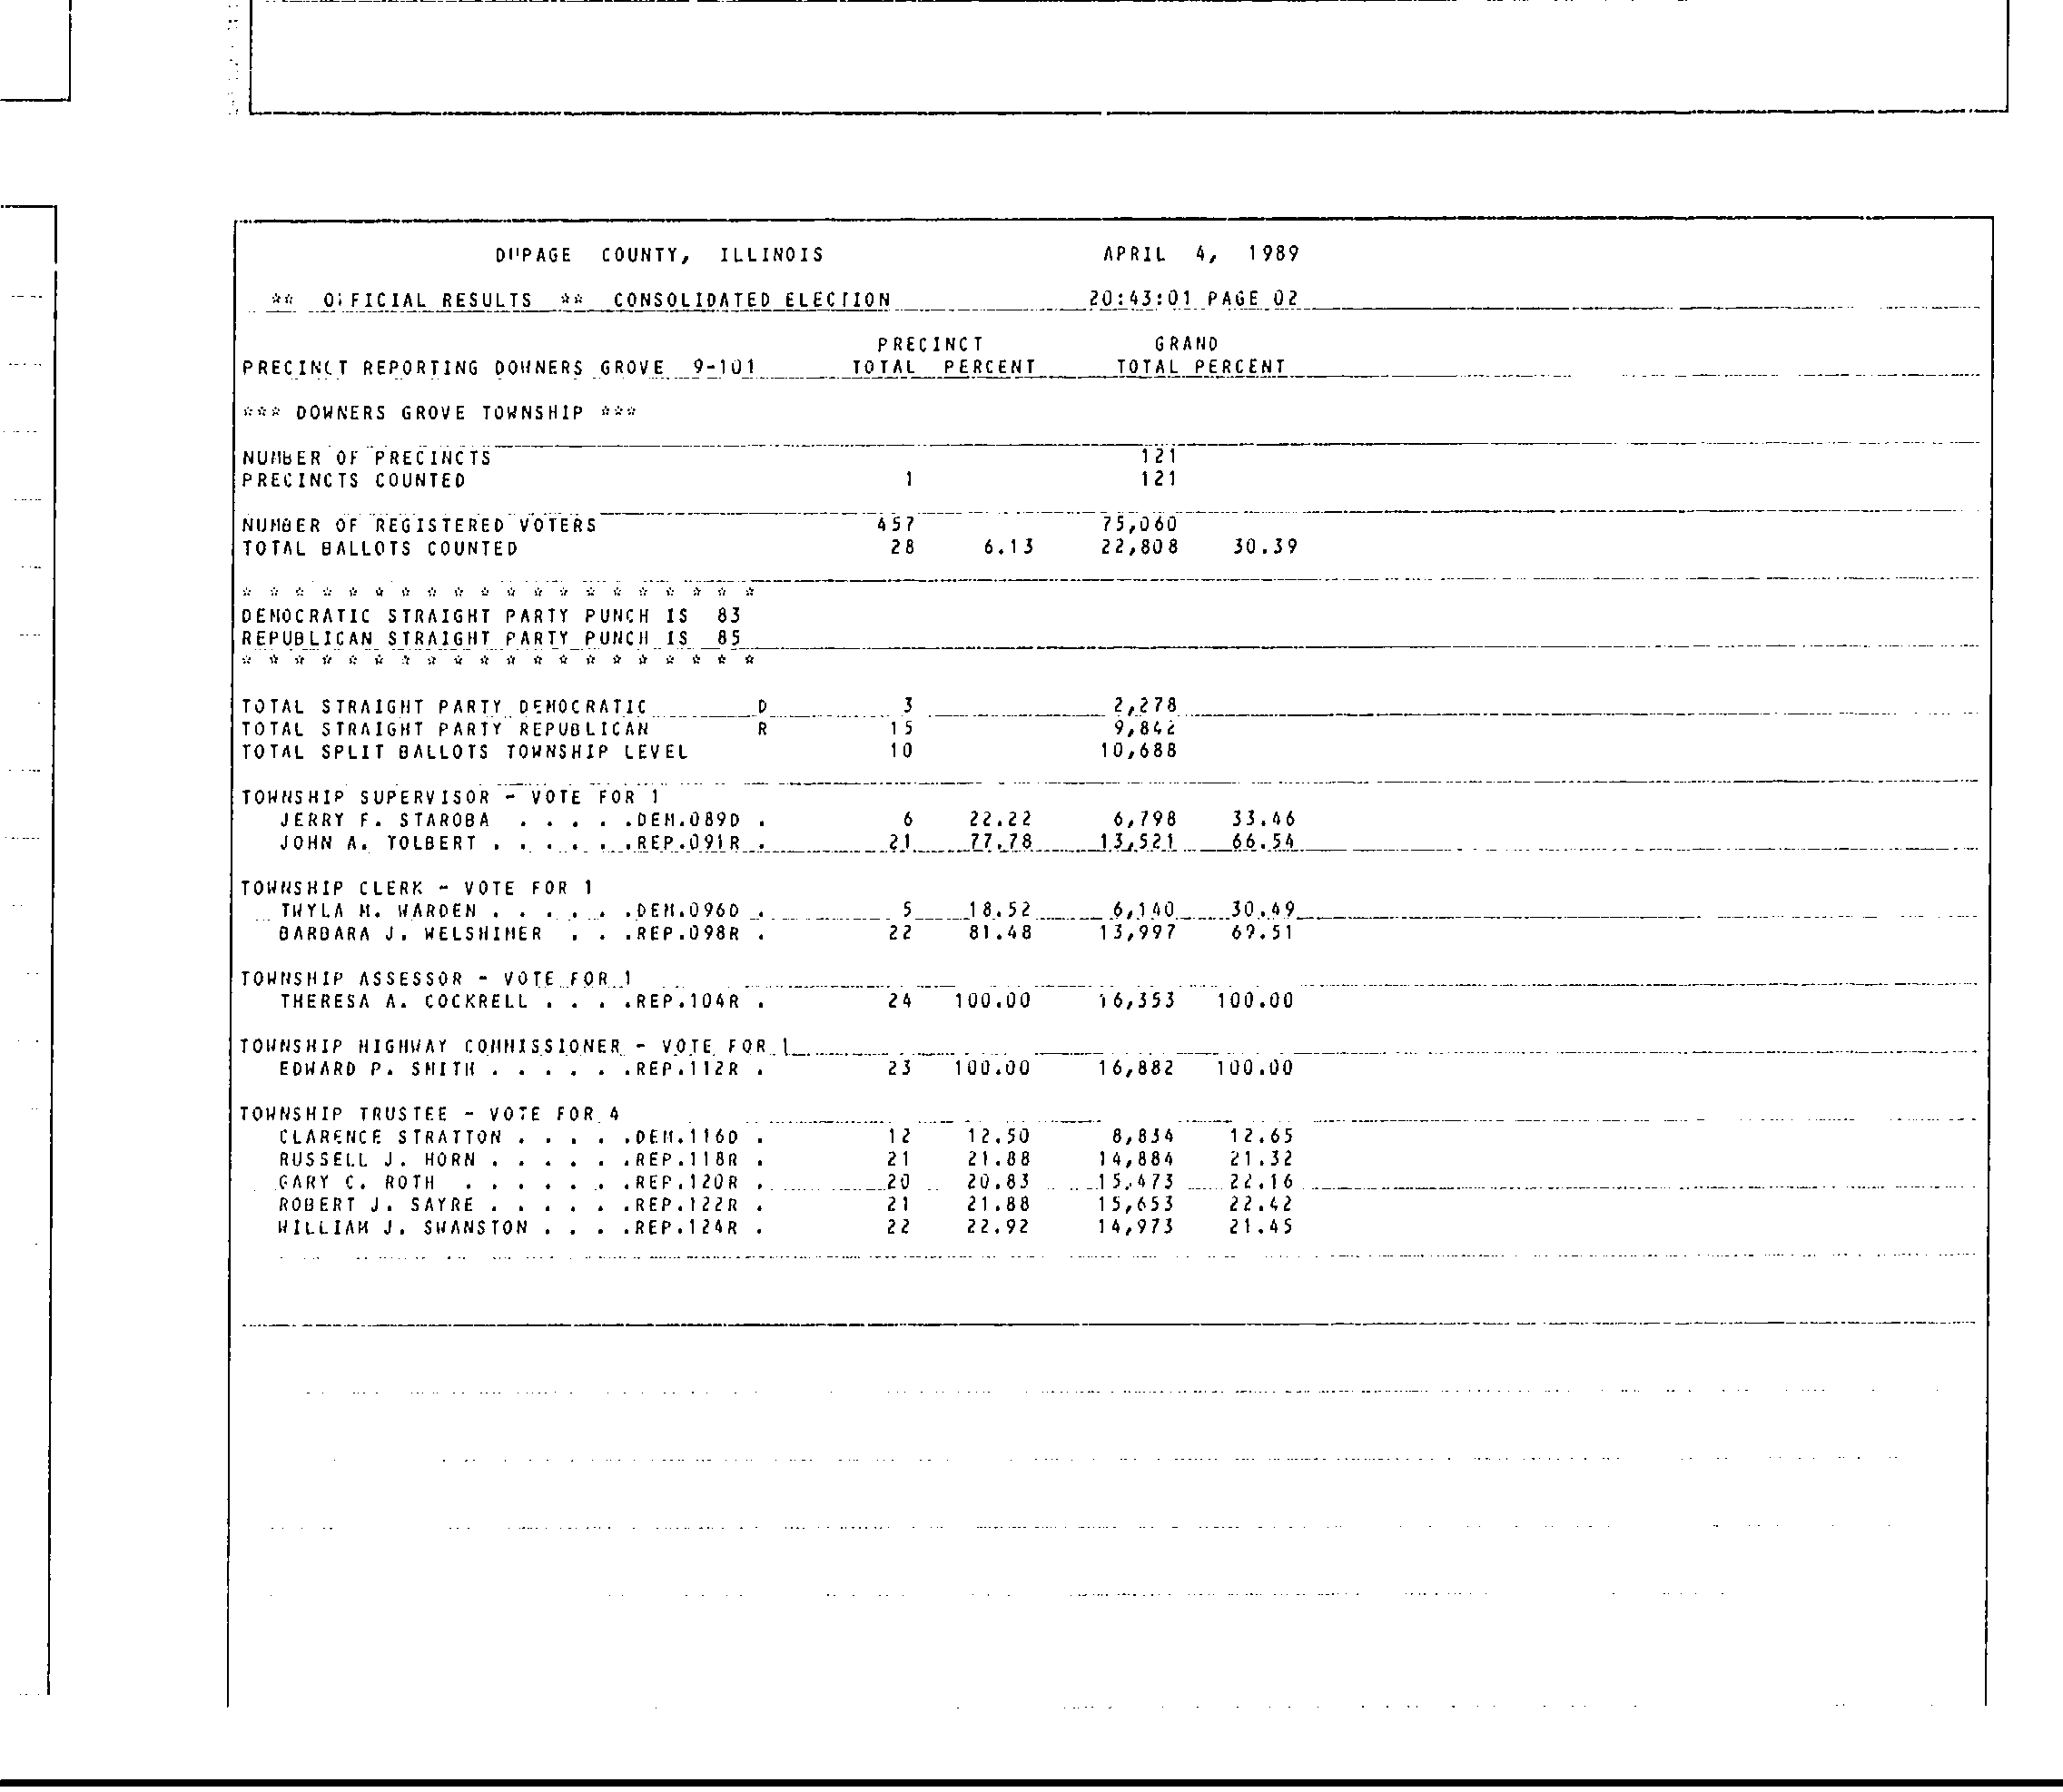 DUPAGE COUNTY, ILLINOIS APRIL 4, 1989
** OFFICIAL RESULTS ** CONSOLIDATED ELECTION 20:43:01 PAGE 02
PRECINCT GRAND
PRECINCT REPORTING DOWNERS GROVE 9-101 TOTAL PERCENT TOTAL PERCENT
*** DOWNERS GROVE TOWNSHIP ***
NUMBER OF PRECINCTS 121
PRECINCTS COUNTED 1 121
NUMBER OF REGISTERED VOTERS 457 75,060
TOTAL BALLOTS COUNTED 28 6.13 22,808 30.39
* * * * * * * * * * * * * * * * * * * *
DEMOCRATIC STRAIGHT PARTY PUNCH IS 83
REPUBLICAN STRAIGHT PARTY PUNCH IS 85
* * * * * * * * * * * * * * * * * * * *
TOTAL STRAIGHT PARTY DEMOCRATIC D 3 2,278
TOTAL STRAIGHT PARTY REPUBLICAN R 15 9,842
TOTAL SPLIT BALLOTS TOWNSHIP LEVEL 10 10,688
TOWNSHIP SUPERVISOR - VOTE FOR 1
JERRY F. STAROBA . . . . .DEM.089D . 6 22.22 6,798 33.46
JOHN A. TOLBERT . . . . . .REP.091R . 21 77.78 13,521 66.54
TOWNSHIP CLERK - VOTE FOR 1
TWYLA M. WARDEN . . . . . .DEM.096D . 5 18.52 6,140 30.49
BARBARA J. WELSHIMER . . .REP.098R . 22 81.48 13,997 69.51
TOWNSHIP ASSESSOR - VOTE FOR 1
THERESA A. COCKRELL . . . .REP.104R . 24 100.00 16,353 100.00
TOWNSHIP HIGHWAY COMMISSIONER - VOTE FOR 1
EDWARD P. SMITH . . . . . .REP.112R . 23 100.00 16,882 100.00
TOWNSHIP TRUSTEE - VOTE FOR 4
CLARENCE STRATTON . . . . .DEM.116D . 12 12.50 8,834 12.65
RUSSELL J. HORN . . . . . .REP.118R . 21 21.88 14,884 21.32
GARY C. ROTH . . . . . . .REP.120R . 20 20.83 15,473 22.16
ROBERT J. SAYRE . . . . . .REP.122R . 21 21.88 15,653 22.42
WILLIAM J. SWANSTON . . . .REP.124R . 22 22.92 14,973 21.45